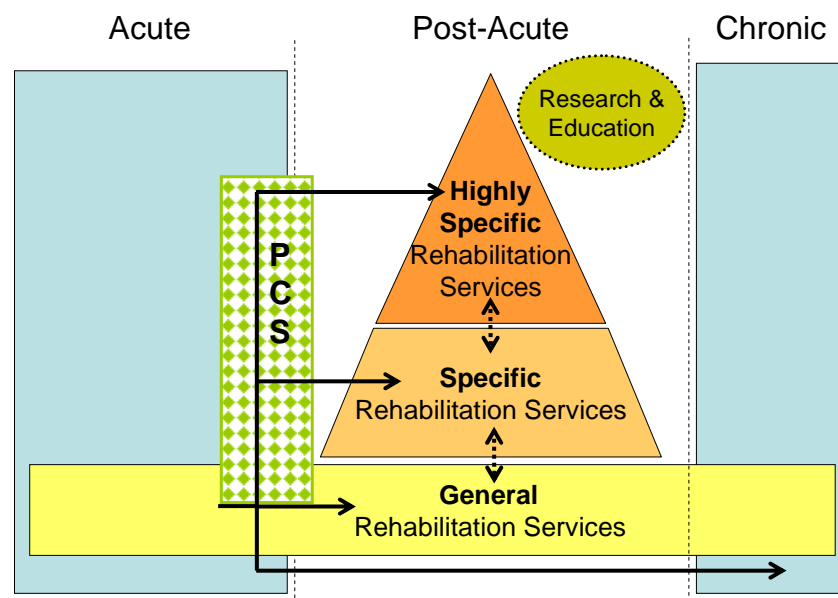 Acute
Post-Acute
Chronic
Research &
Education
Highly
Specific
Rehabilitation
Services
P
C
S
Specific
Rehabilitation Services
General
Rehabilitation Services